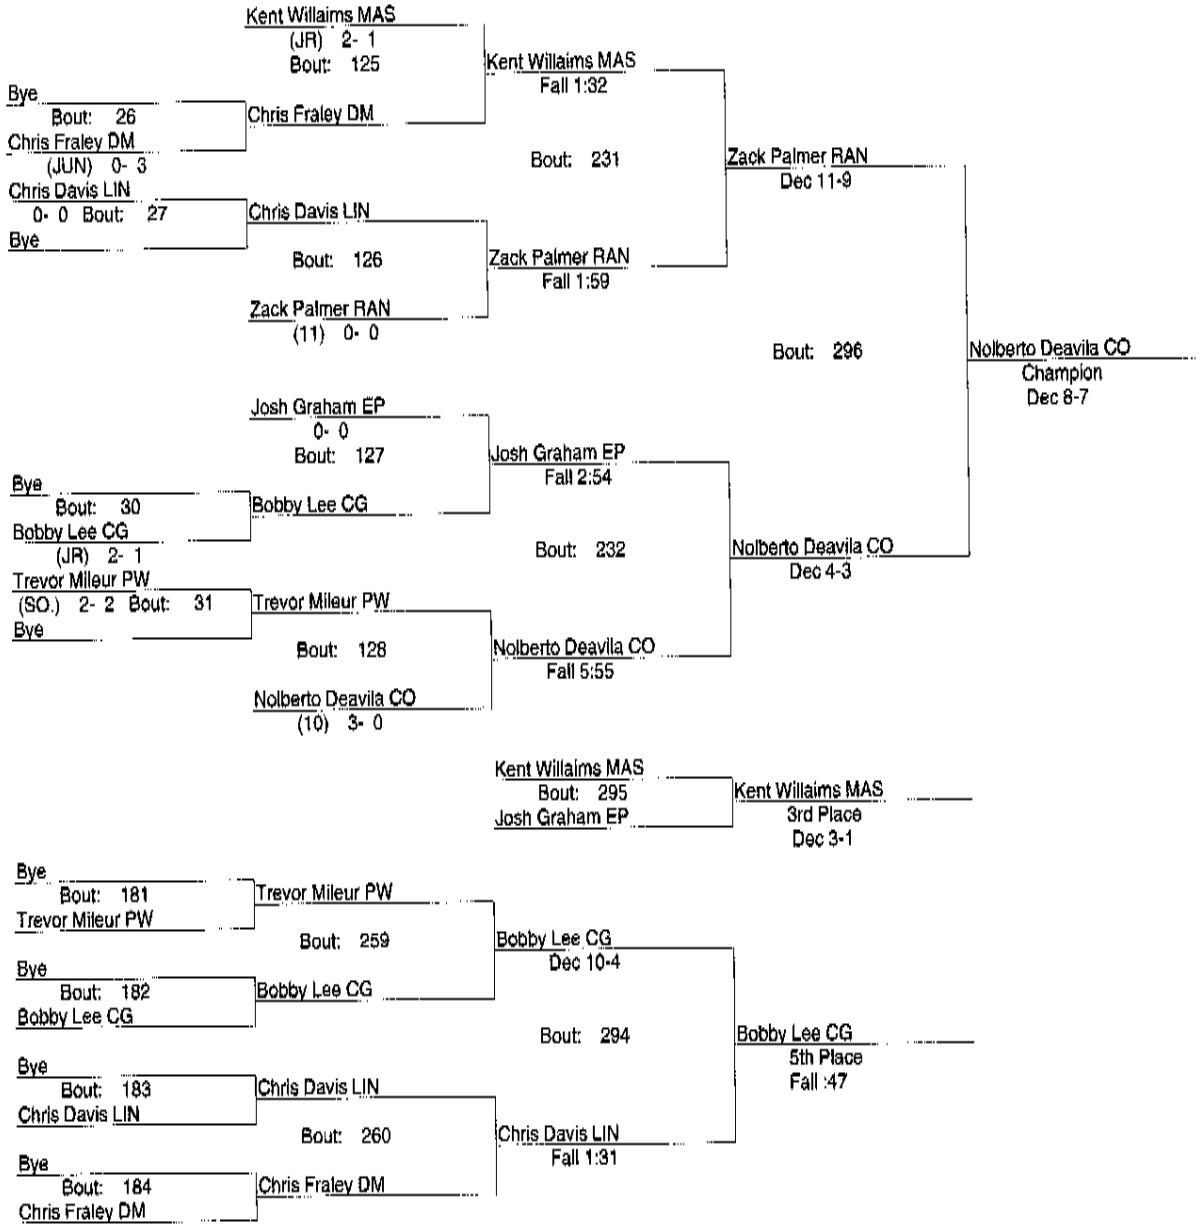 Kent Willaims MAS
(JR) 2- 1
Bout: 125
Kent Willaims MAS
Fall 1:32
Bye
Bout: 26
Chris Fraley DM
Chris Fraley DM
(JUN) 0- 3
Bout: 231
Zack Palmer RAN
Dec 11-9
Chris Davis LIN
0- 0 Bout: 27
Chris Davis LIN
Bye
Bout: 126
Zack Palmer RAN
Fall 1:59
Zack Palmer RAN
(11) 0- 0
Bout: 296
Nolberto Deavila CO
Champion
Dec 8-7
Josh Graham EP
0- 0
Bout: 127
Josh Graham EP
Fall 2:54
Bye
Bout: 30
Bobby Lee CG
Bobby Lee CG
(JR) 2- 1
Bout: 232
Nolberto Deavila CO
Dec 4-3
Trevor Mileur PW
(SO.) 2- 2 Bout: 31
Trevor Mileur PW
Bye
Bout: 128
Nolberto Deavila CO
Fall 5:55
Nolberto Deavila CO
(10) 3- 0
Kent Willaims MAS
Bout: 295
Josh Graham EP
Kent Willaims MAS
3rd Place
Dec 3-1
Bye
Bout: 181
Trevor Mileur PW
Trevor Mileur PW
Bout: 259
Bobby Lee CG
Dec 10-4
Bye
Bout: 182
Bobby Lee CG
Bobby Lee CG
Bout: 294
Bobby Lee CG
5th Place
Fall :47
Bye
Bout: 183
Chris Davis LIN
Chris Davis LIN
Bout: 260
Chris Davis LIN
Fall 1:31
Bye
Bout: 184
Chris Fraley DM
Chris Fraley DM